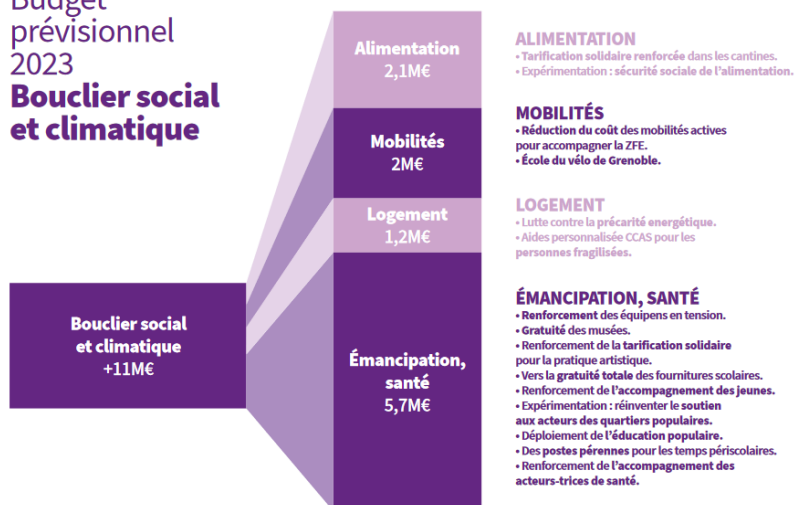 Budget
prévisionnel
2023
Bouclier social
et climatique
Bouclier social
et climatique
+11M€
Alimentation
2,1M€
Mobilités
2M€
Logement
1,2M€
Émancipation,
santé
5,7M€
ALIMENTATION
• Tarification solidaire renforcée dans les cantines.
• Expérimentation : sécurité sociale de l'alimentation.
MOBILITÉS
• Réduction du coût des mobilités actives
pour accompagner la ZFE.
• École du vélo de Grenoble.
LOGEMENT
• Lutte contre la précarité energétique.
• Aides personnalisée CCAS pour les
personnes fragilisées.
ÉMANCIPATION, SANTÉ
• Renforcement des équipens en tension.
• Gratuité des musées.
• Renforcement de la tarification solidaire
pour la pratique artistique.
• Vers la gratuité totale des fournitures scolaires.
• Renforcement de l'accompagnement des jeunes.
• Expérimentation : réinventer le soutien
aux acteurs des quartiers populaires.
• Déploiement de l'éducation populaire.
• Des postes pérennes pour les temps périscolaires.
• Renforcement de l'accompagnement des
acteurs-trices de santé.